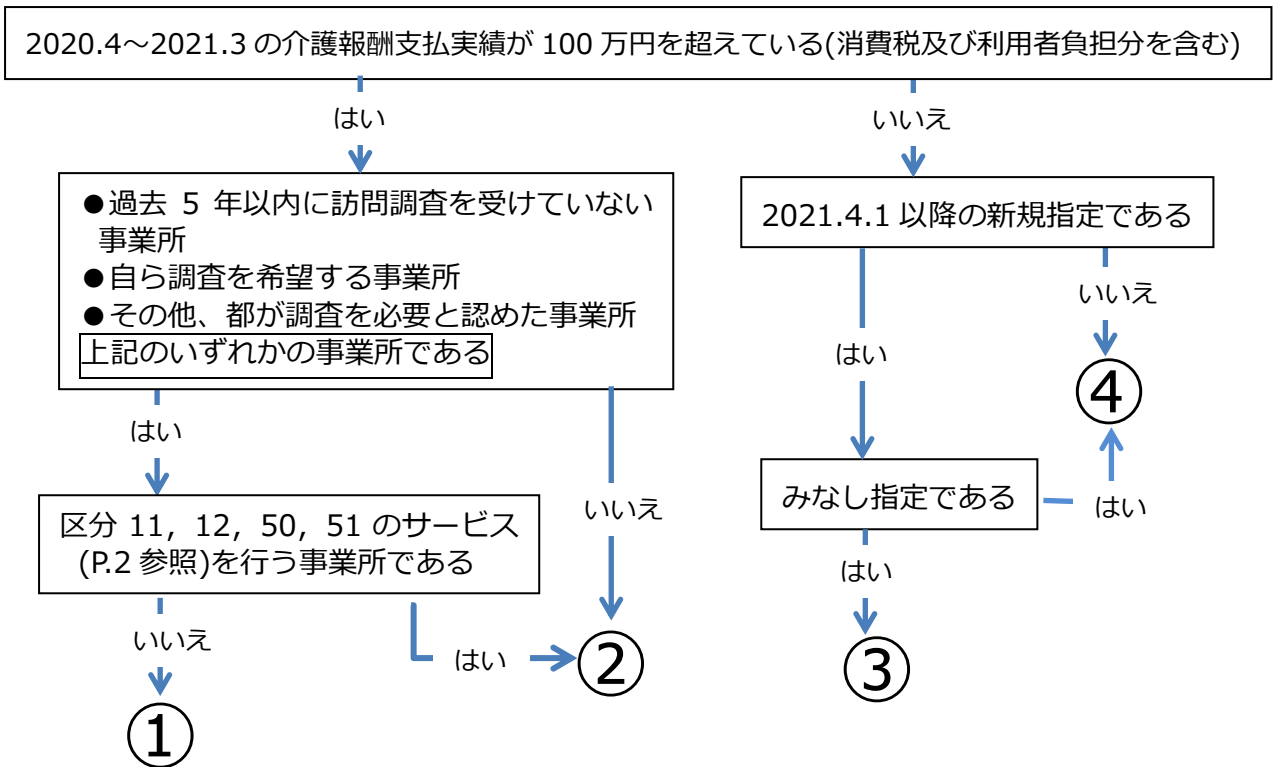 2020.4～2021.3 の介護報酬支払実績が 100 万円を超えている(消費税及び利用者負担分を含む)
はい
いいえ
●過去 5 年以内に訪問調査を受けていない
事業所
●自ら調査を希望する事業所
●その他、都が調査を必要と認めた事業所
上記のいずれかの事業所である
2021.4.1 以降の新規指定である
はい
いいえ
④
はい
いいえ
区分 11，12，50，51 のサービス
(P.2 参照)を行う事業所である
みなし指定である
はい
はい
いいえ
はい
②
③
①